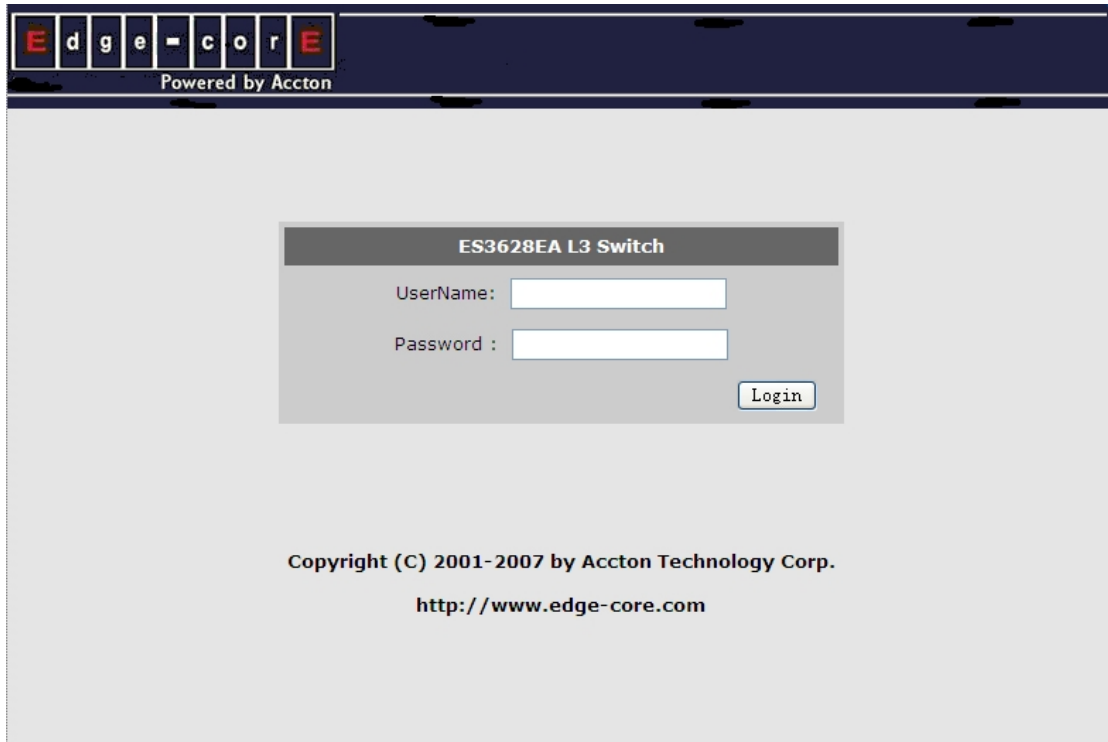 Edge-corE
Powered by Accton
ES3628EA L3 Switch
UserName:
Password :
Login
Copyright (C) 2001-2007 by Accton Technology Corp.
http://www.edge-core.com